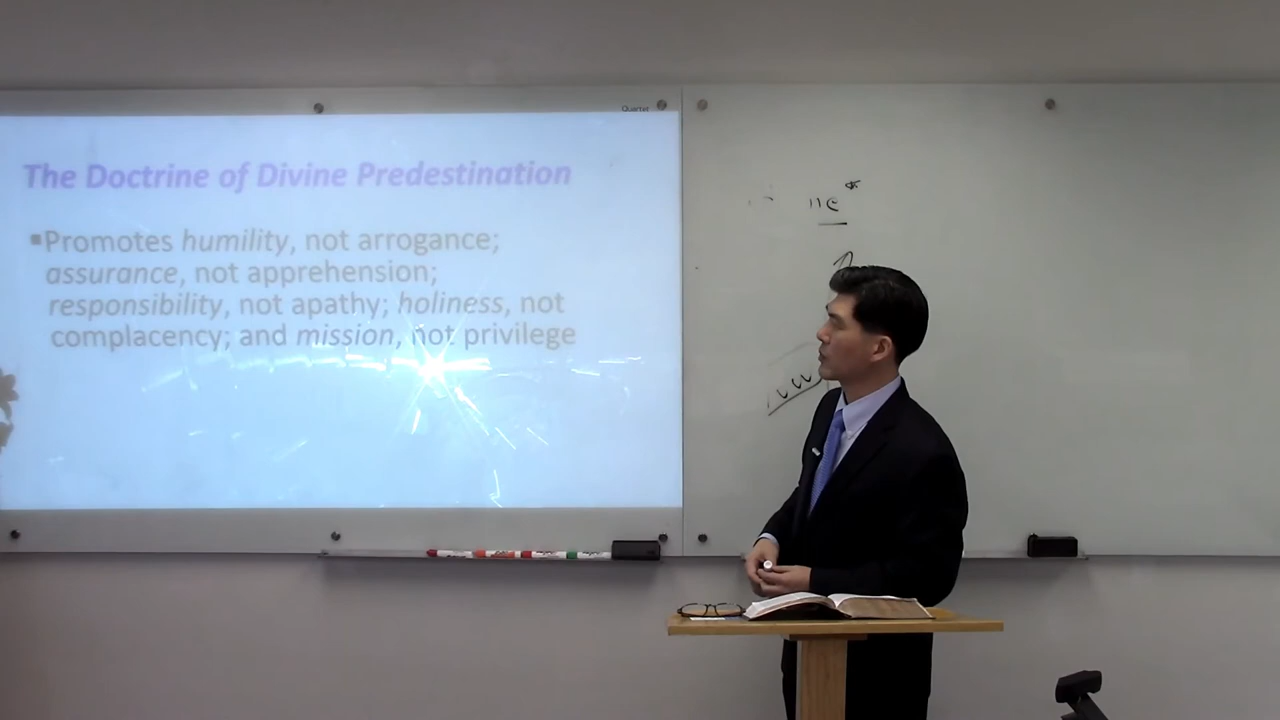 Quartet
The Doctrine of Divine Predestination
▪Promotes humility, not arrogance;
assurance, not apprehension;
responsibility, not apathy; holiness, not
complacency; and mission, not privilege